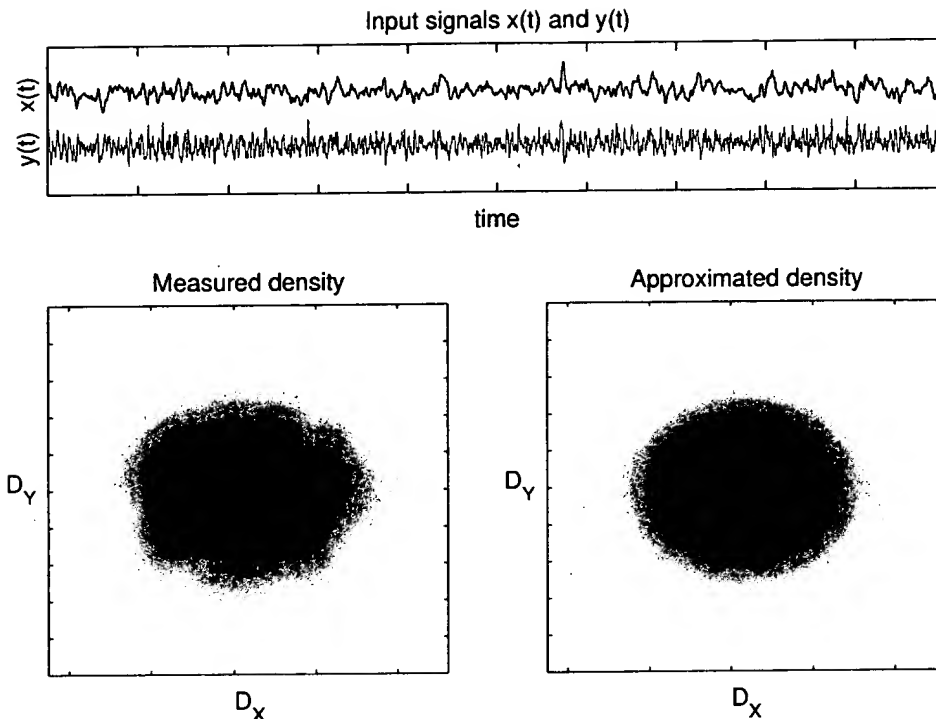 Input signals x(t) and y(t)
x(t)
y(t)
time
Measured density
Approximated density
D_Y
D_Y
D_X
D_X